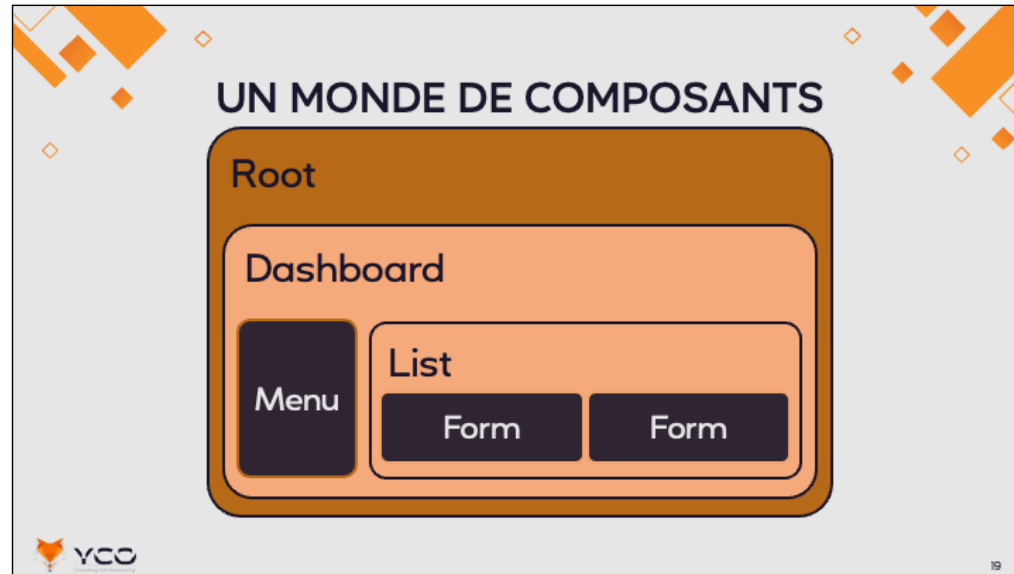 UN MONDE DE COMPOSANTS
Root
Dashboard
Menu
List
Form
Form
YCO
19